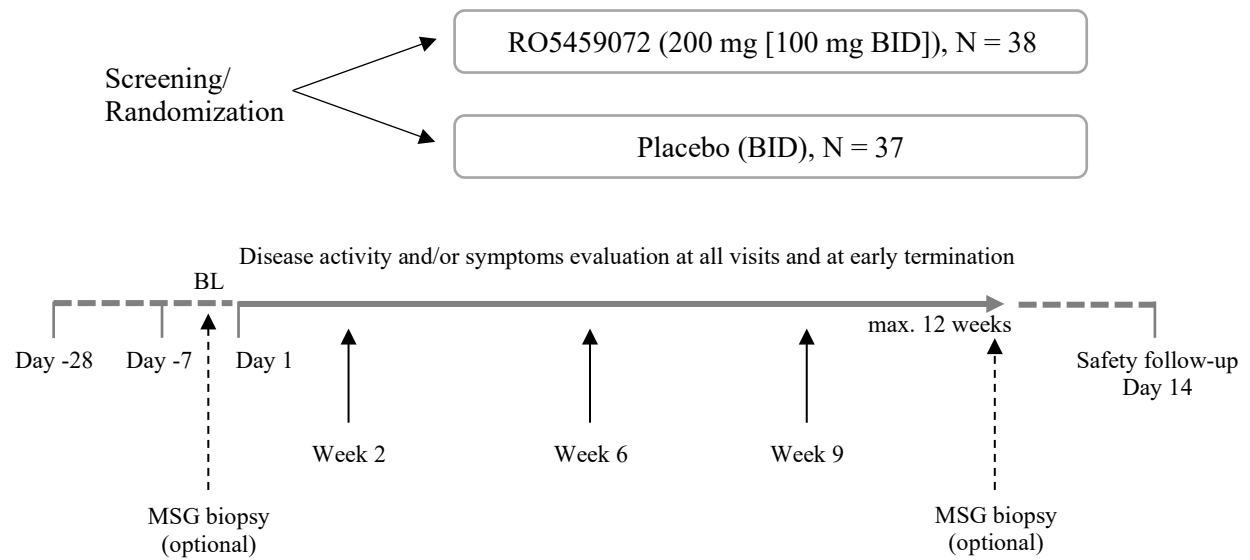 RO5459072 (200 mg [100 mg BID]), N = 38
Screening/
Randomization
Placebo (BID), N = 37
Disease activity and/or symptoms evaluation at all visits and at early termination
BL
max. 12 weeks
Day -28
Day -7
Day 1
Safety follow-up
Day 14
Week 2
Week 6
Week 9
MSG biopsy
(optional)
MSG biopsy
(optional)